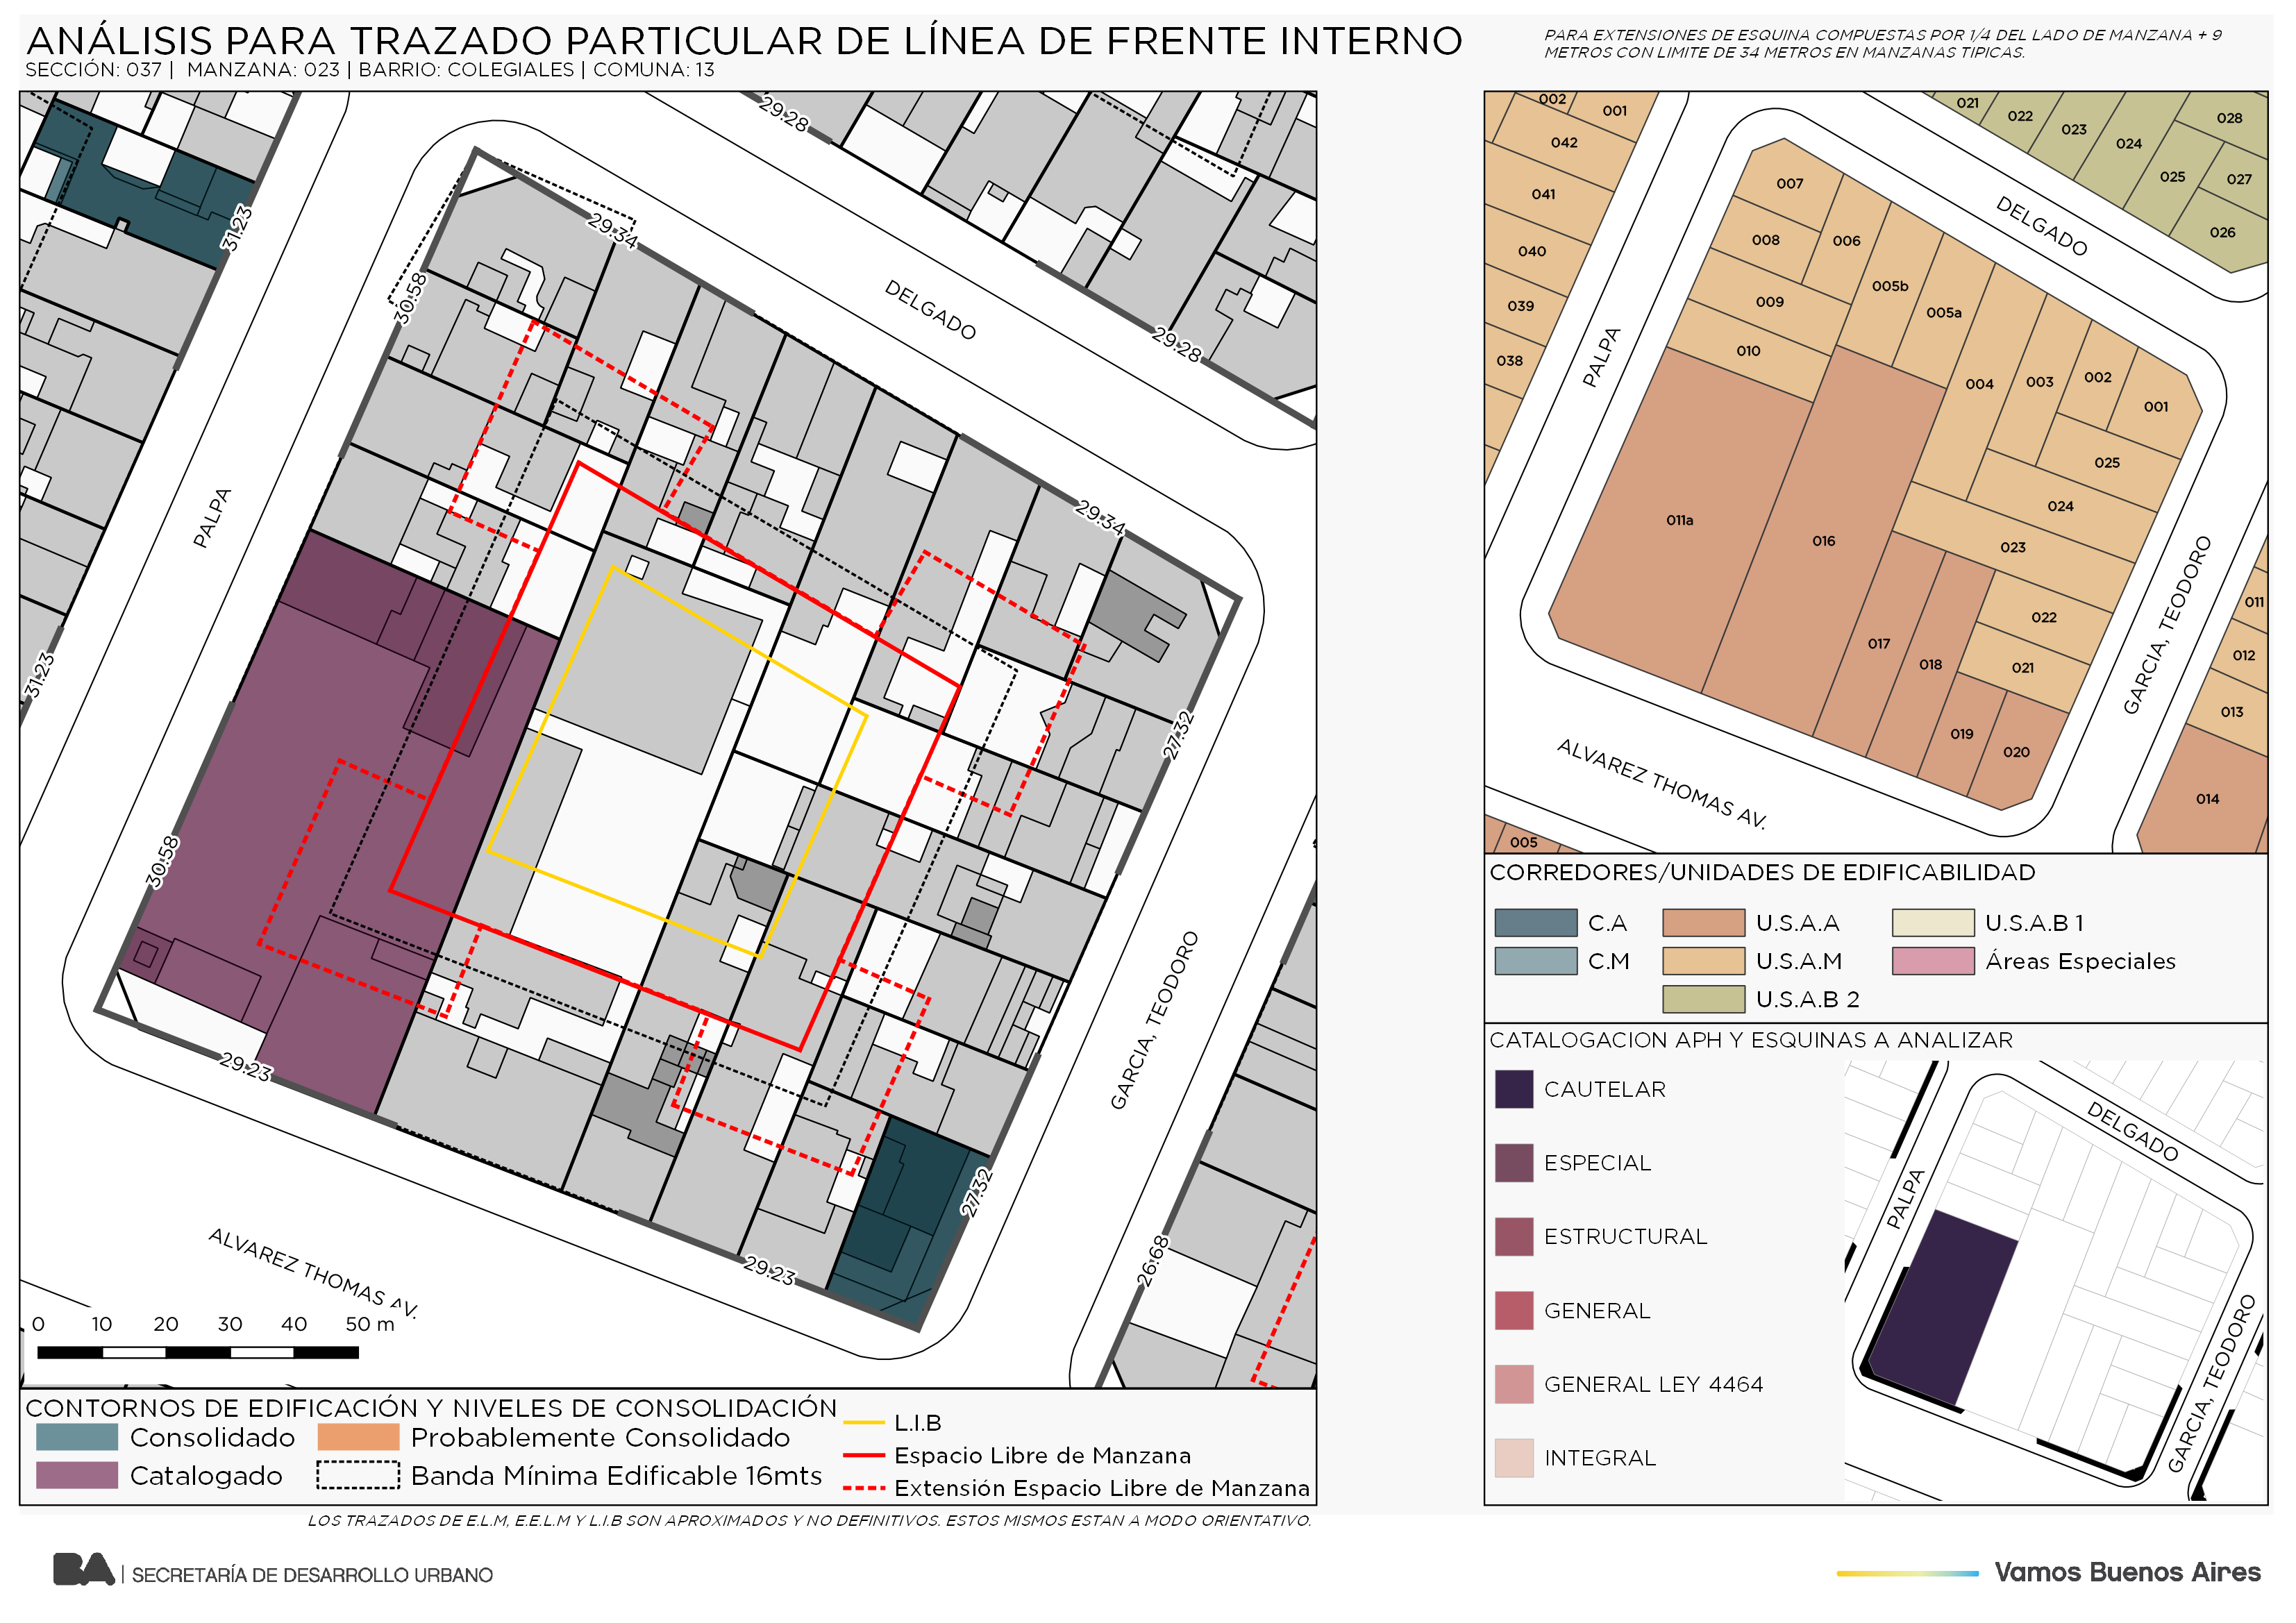 ANÁLISIS PARA TRAZADO PARTICULAR DE LÍNEA DE FRENTE INTERNO
SECCIÓN: 037 | MANZANA: 023 | BARRIO: COLEGIALES | COMUNA: 13
PARA EXTENSIONES DE ESQUINA COMPUESTAS POR 1/4 DEL LADO DE MANZANA + 9
METROS CON LIMITE DE 34 METROS EN MANZANAS TIPICAS.
29.28
31.23
29.34
30.58
DELGADO
29.28
PALPA
29.34
31.23
27.32
30.58
GARCIA, TEODORO
29.23
27.32
29.23
26.68
ALVAREZ THOMAS AV.
0 10 20 30 40 50 m
CONTORNOS DE EDIFICACIÓN Y NIVELES DE CONSOLIDACIÓN
Consolidado
Probablemente Consolidado
Catalogado
Banda Mínima Edificable 16mts
L.I.B
Espacio Libre de Manzana
Extensión Espacio Libre de Manzana
002
001
042
041
040
039
038
021
022
023
024
028
025
027
026
007
008
006
009
005b
010
005a
004
003
002
001
025
024
023
011a
016
022
017
018
021
019
020
011
012
013
014
005
DELGADO
PALPA
GARCIA, TEODORO
ALVAREZ THOMAS AV.
CORREDORES/UNIDADES DE EDIFICABILIDAD
C.A
U.S.A.A
U.S.A.B 1
C.M
U.S.A.M
Áreas Especiales
U.S.A.B 2
CATALOGACION APH Y ESQUINAS A ANALIZAR
CAUTELAR
ESPECIAL
ESTRUCTURAL
GENERAL
GENERAL LEY 4464
INTEGRAL
DELGADO
PALPA
GARCIA, TEODORO
LOS TRAZADOS DE E.L.M, E.E.L.M Y L.I.B SON APROXIMADOS Y NO DEFINITIVOS. ESTOS MISMOS ESTAN A MODO ORIENTATIVO.
BA | SECRETARÍA DE DESARROLLO URBANO
Vamos Buenos Aires